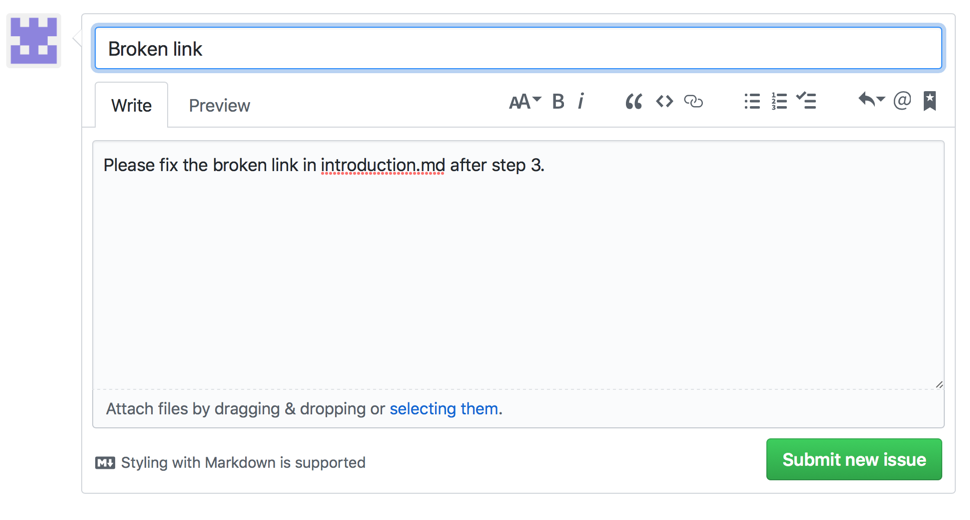 Broken link
Write Preview AA B i @
Please fix the broken link in introduction.md after step 3.
Attach files by dragging & dropping or selecting them.
M↓ Styling with Markdown is supported
Submit new issue